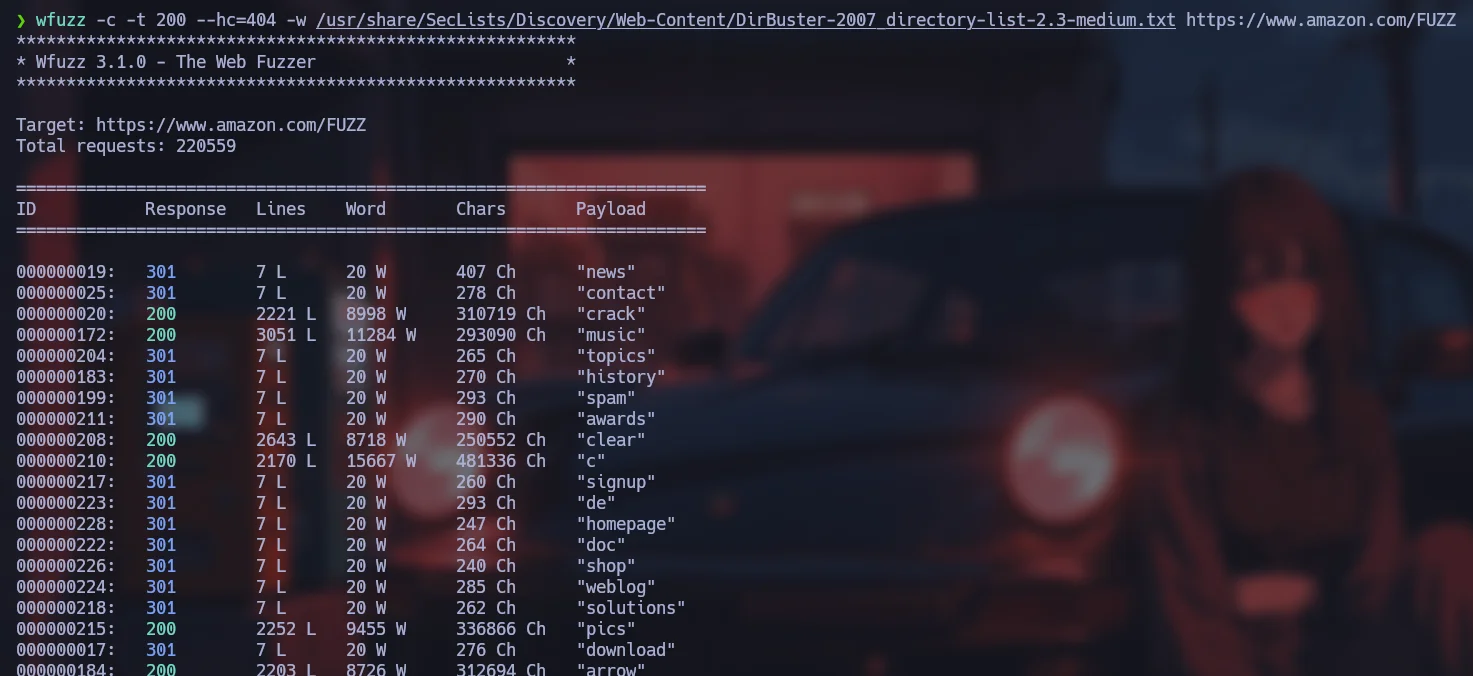 ❯ wfuzz -c -t 200 --hc=404 -w /usr/share/SecLists/Discovery/Web-Content/DirBuster-2007_directory-list-2.3-medium.txt https://www.amazon.com/FUZZ
********************************************************
* Wfuzz 3.1.0 - The Web Fuzzer                         *
********************************************************
Target: https://www.amazon.com/FUZZ
Total requests: 220559
=====================================================================
ID           Response   Lines    Word       Chars       Payload
=====================================================================
000000019:   301        7 L      20 W       407 Ch      "news"
000000025:   301        7 L      20 W       278 Ch      "contact"
000000020:   200        2221 L   8998 W     310719 Ch   "crack"
000000172:   200        3051 L   11284 W    293090 Ch   "music"
000000204:   301        7 L      20 W       265 Ch      "topics"
000000183:   301        7 L      20 W       270 Ch      "history"
000000199:   301        7 L      20 W       293 Ch      "spam"
000000211:   301        7 L      20 W       290 Ch      "awards"
000000208:   200        2643 L   8718 W     250552 Ch   "clear"
000000210:   200        2170 L   15667 W    481336 Ch   "c"
000000217:   301        7 L      20 W       260 Ch      "signup"
000000223:   301        7 L      20 W       293 Ch      "de"
000000228:   301        7 L      20 W       247 Ch      "homepage"
000000222:   301        7 L      20 W       264 Ch      "doc"
000000226:   301        7 L      20 W       240 Ch      "shop"
000000224:   301        7 L      20 W       285 Ch      "weblog"
000000218:   301        7 L      20 W       262 Ch      "solutions"
000000215:   200        2252 L   9455 W     336866 Ch   "pics"
000000017:   301        7 L      20 W       276 Ch      "download"
000000184:   200        2203 L   8726 W     312694 Ch   "arrow"